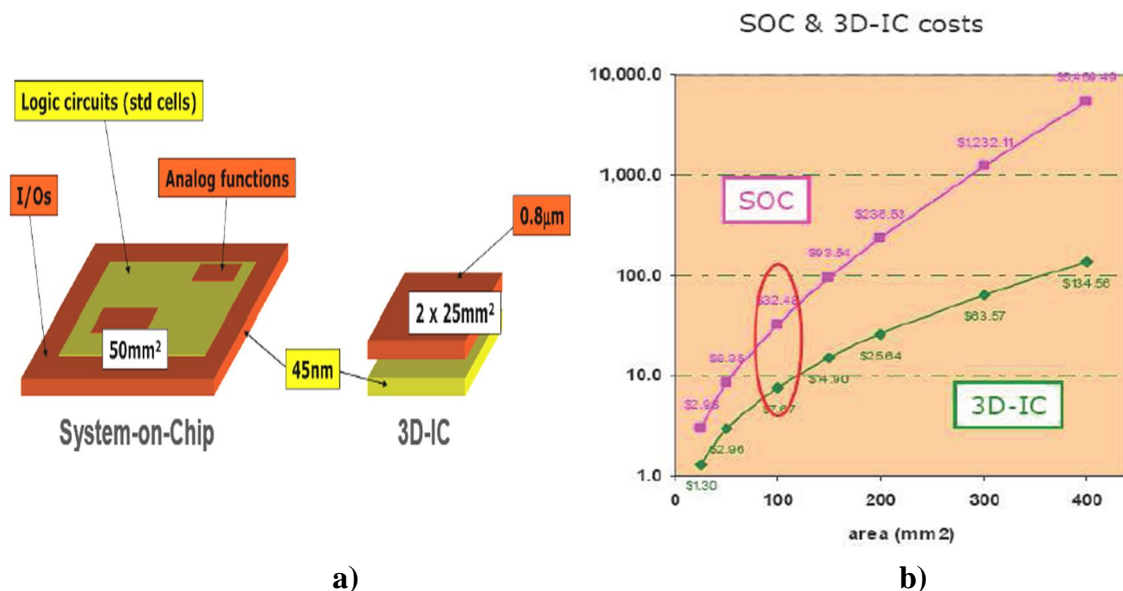 Logic circuits (std cells)
I/Os
Analog functions
50mm²
45nm
System-on-Chip
0.8µm
2 x 25mm²
3D-IC
a)
SOC & 3D-IC costs
10,000.0
1,000.0
100.0
10.0
1.0
SOC
$1,232.11
$236.53
$93.54
$32.48
$134.56
$63.57
$25.64
$14.90
$7.67
$2.96
$1.30
3D-IC
0
100
200
300
400
area (mm2)
b)